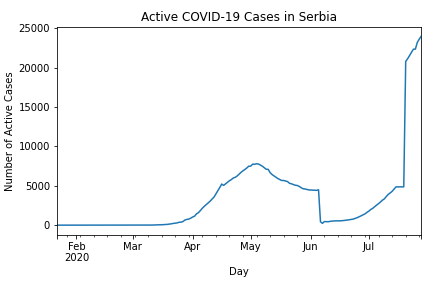 Active COVID-19 Cases in Serbia
Number of Active Cases
25000
20000
15000
10000
5000
0
Feb
2020
Mar
Apr
May
Jun
Jul
Day